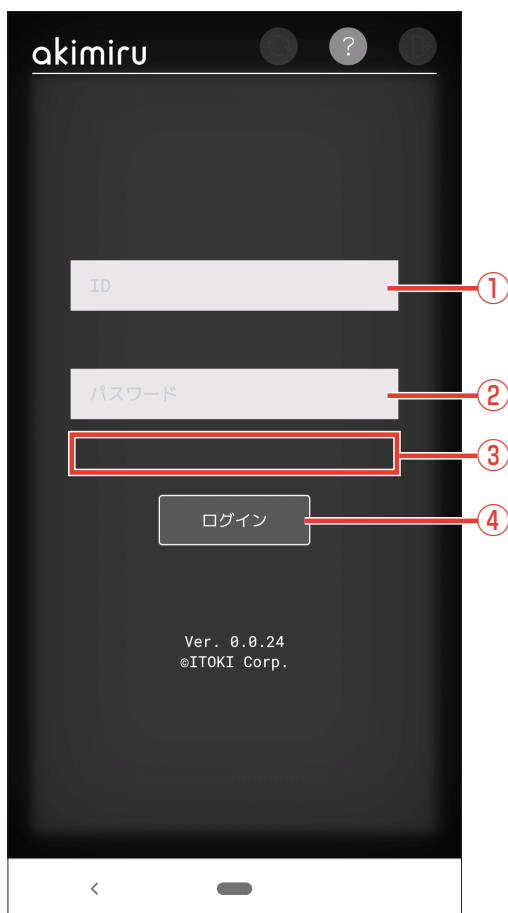 akimiru
?
ID
①
パスワード
②
③
ログイン
④
Ver. 0.0.24
©ITOKI Corp.